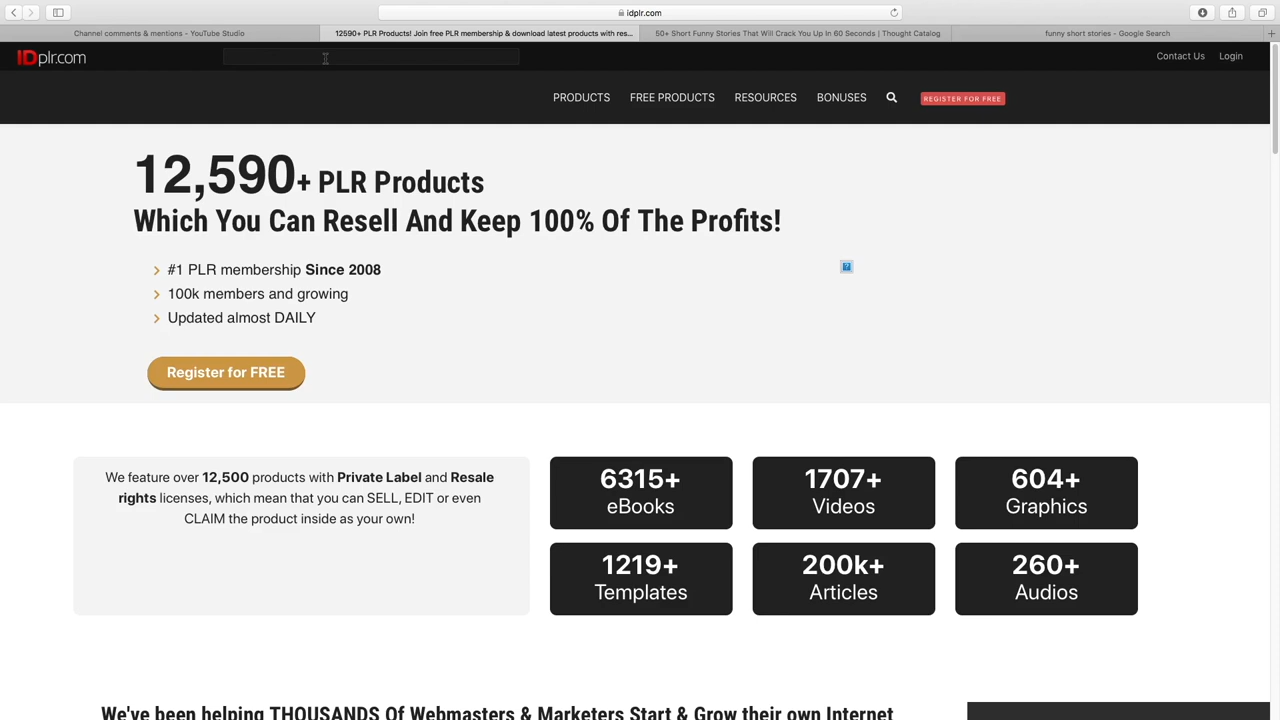 idplr.com
Channel comments & mentions - YouTube Studio
12590+ PLR Products! Join free PLR membership & download latest products with res...
50+ Short Funny Stories That Will Crack You Up In 60 Seconds | Thought Catalog
funny short stories - Google Search
IDplr.com
Contact Us
Login
PRODUCTS
FREE PRODUCTS
RESOURCES
BONUSES
REGISTER FOR FREE
12,590+ PLR Products
Which You Can Resell And Keep 100% Of The Profits!
#1 PLR membership Since 2008
100k members and growing
Updated almost DAILY
Register for FREE
We feature over 12,500 products with Private Label and Resale
rights licenses, which mean that you can SELL, EDIT or even
CLAIM the product inside as your own!
6315+
eBooks
1707+
Videos
604+
Graphics
1219+
Templates
200k+
Articles
260+
Audios
We've been helping THOUSANDS Of Webmasters & Marketers Start & Grow their own Internet